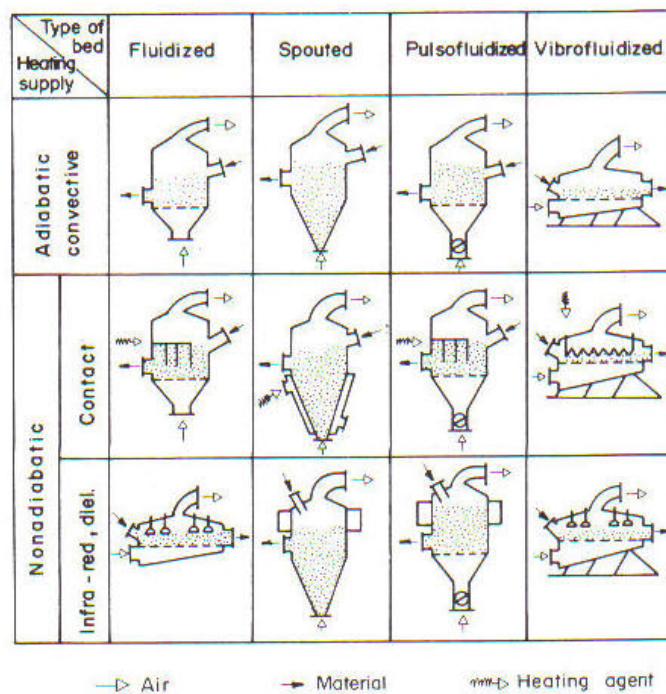 Type of
bed
Heating
supply
Fluidized
Spouted
Pulsofluidized
Vibrofluidized
Adiabatic
convective
Nonadiabatic
Contact
Infra-red, diel.
Air
Material
Heating agent